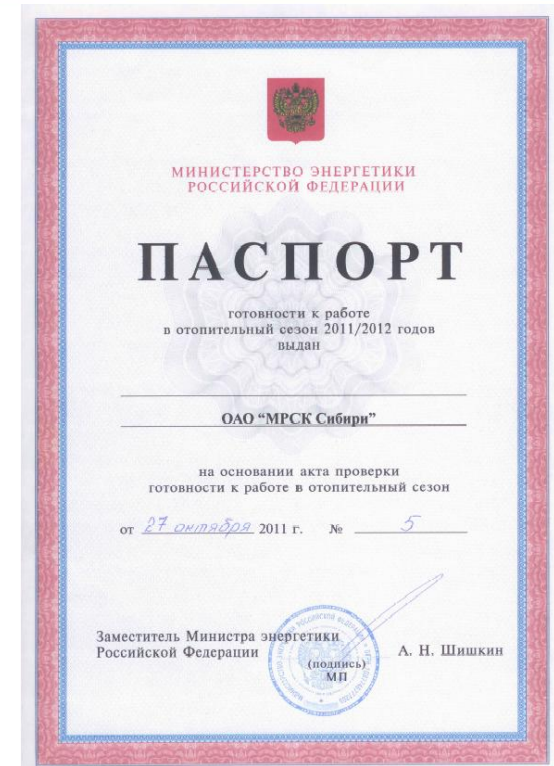 МИНИСТЕРСТВО ЭНЕРГЕТИКИ
РОССИЙСКОЙ ФЕДЕРАЦИИ
ПАСПОРТ
готовности к работе
в отопительный сезон 2011/2012 годов
выдан
ОАО “МРСК Сибири”
на основании акта проверки
готовности к работе в отопительный сезон
от 27 октября 2011 г. № 5
Заместитель Министра энергетики
Российской Федерации
(подпись)
МП
А. Н. Шишкин